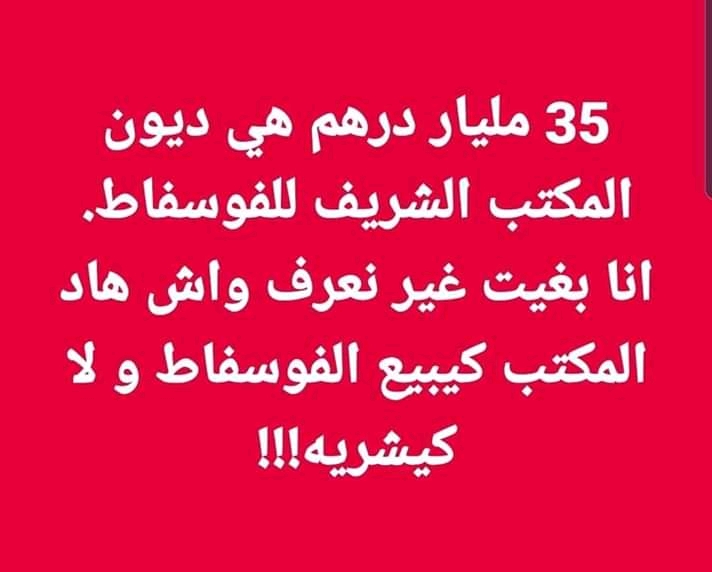 35 مليار درهم هي ديون
المكتب الشريف للفوسفاط.
انا بغيت غير نعرف واش هاد
المكتب كيبيع الفوسفاط و لا
كيشريه!!!